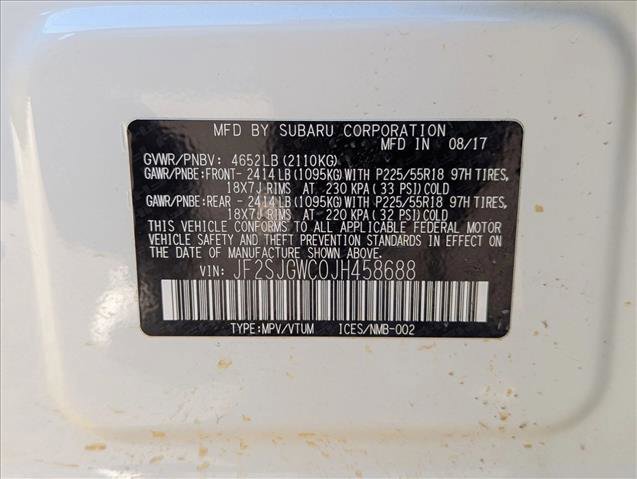 MFD BY SUBARU CORPORATION
MFD IN 08/17
GVWR/PNBV: 4652LB(2110KG)
GAWR/PNBE:FRONT- 2414LB(1095KG)WITH P225/55R18 97H TIRES,
18X7J RIMS AT 230 KPA(33 PSI)COLD
GAWR/PNBE:REAR - 2414LB(1095KG)WITH P225/55R18 97H TIRES,
18X7J RIMS AT 220 KPA(32 PSI)COLD
THIS VEHICLE CONFORMS TO ALL APPLICABLE FEDERAL MOTOR
VEHICLE SAFETY AND THEFT PREVENTION STANDARDS IN EFFECT ON
THE DATE OF MANUFACTURE SHOWN ABOVE.
VIN: JF2SJGWC0JH458688
TYPE:MPV/VTUM ICES/NMB-002